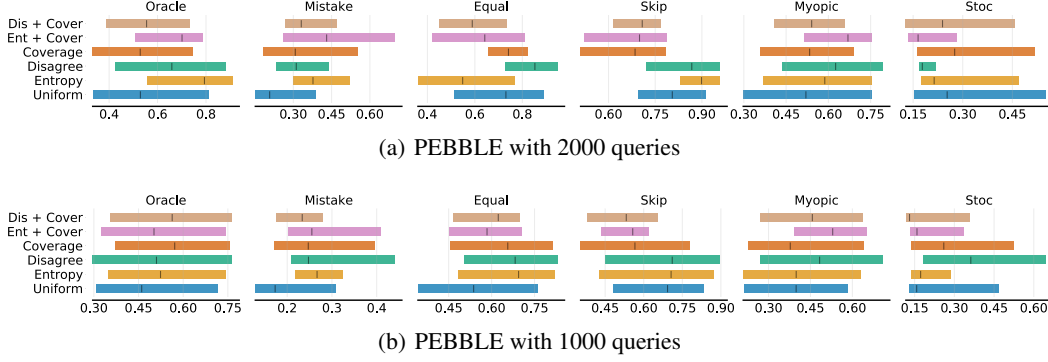 Oracle Mistake Equal Skip Myopic Stoc
Dis + Cover
Ent + Cover
Coverage
Disagree
Entropy
Uniform
0.4 0.6 0.8 0.15 0.30 0.45 0.60 0.4 0.6 0.8 0.60 0.75 0.90 0.30 0.45 0.60 0.75 0.15 0.30 0.45
(a) PEBBLE with 2000 queries
Oracle Mistake Equal Skip Myopic Stoc
Dis + Cover
Ent + Cover
Coverage
Disagree
Entropy
Uniform
0.30 0.45 0.60 0.75 0.2 0.3 0.4 0.45 0.60 0.75 0.45 0.60 0.75 0.90 0.30 0.45 0.60 0.15 0.30 0.45 0.60
(b) PEBBLE with 1000 queries